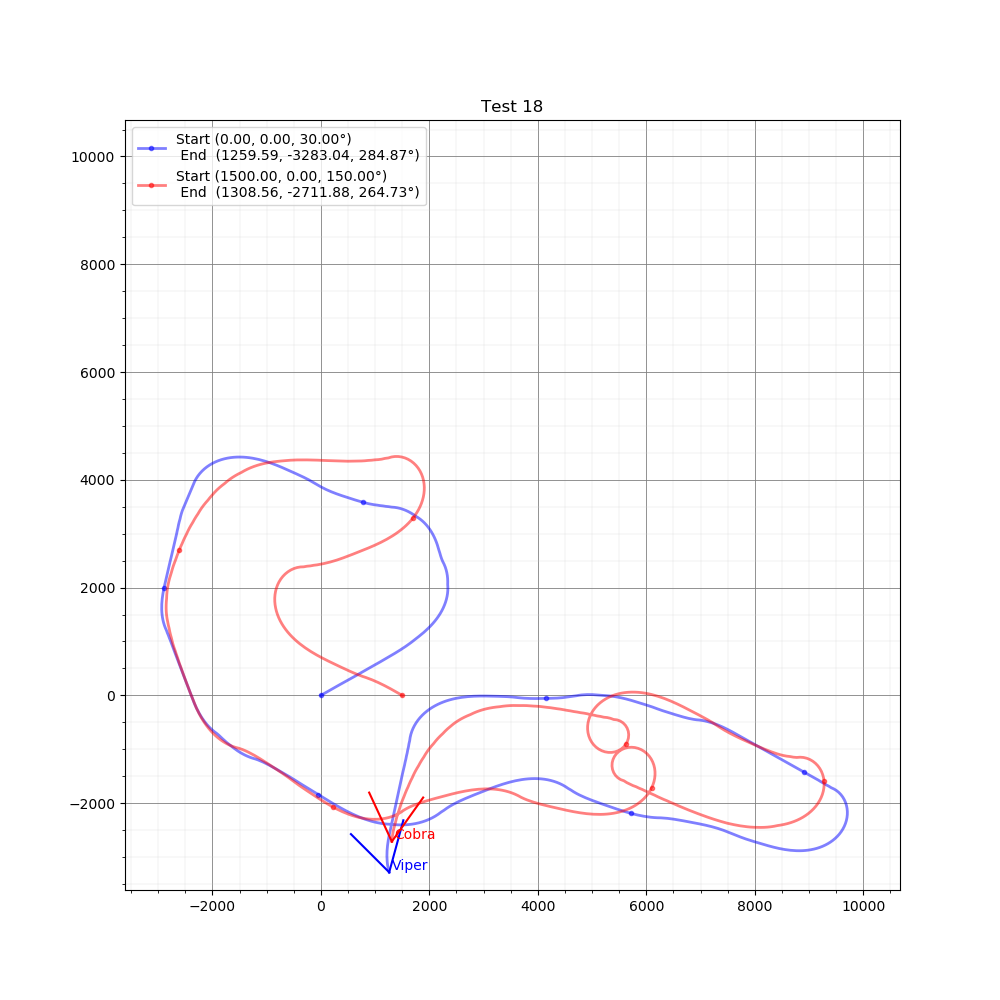 Test 18
Start (0.00, 0.00, 30.00°)
End (1259.59, -3283.04, 284.87°)
Start (1500.00, 0.00, 150.00°)
End (1308.56, -2711.88, 264.73°)
10000
8000
6000
4000
2000
0
−2000
Cobra
Viper
−2000 0 2000 4000 6000 8000 10000